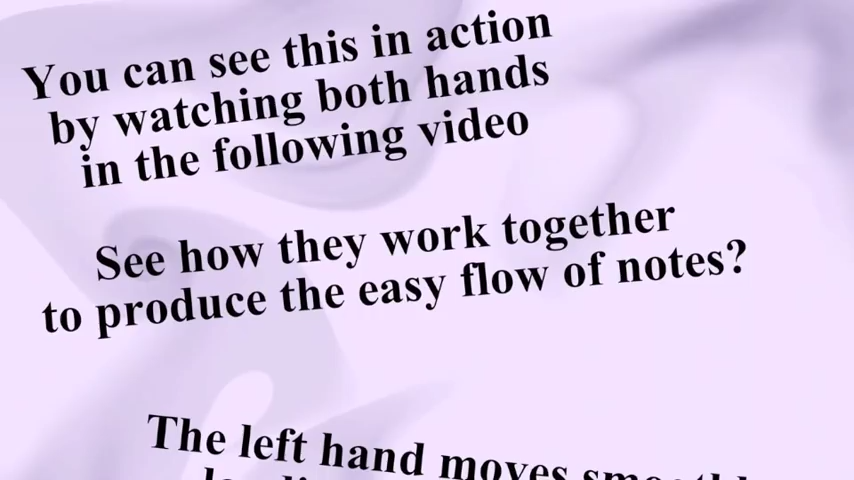 You can see this in action
by watching both hands
in the following video
See how they work together
to produce the easy flow of notes?
The left hand moves